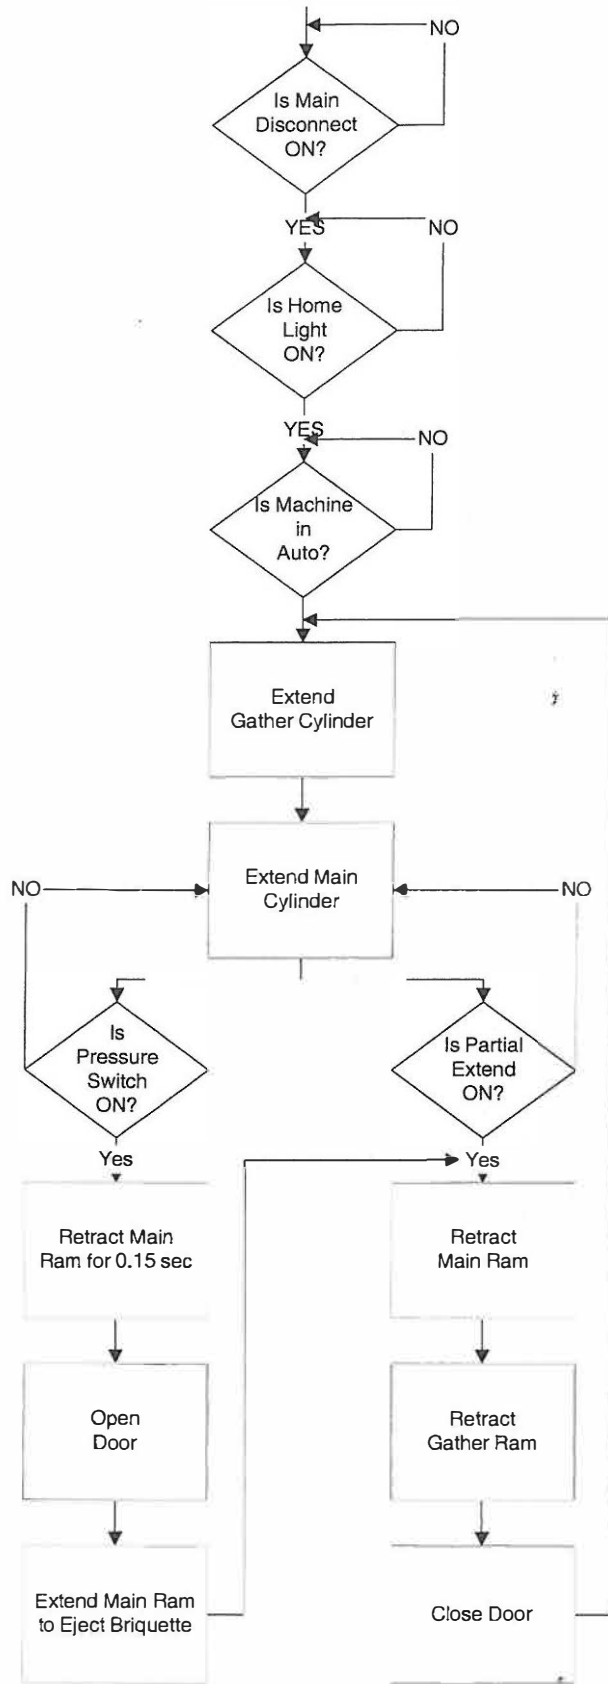 NO
Is Main
Disconnect
ON?
YES
NO
Is Home
Light
ON?
YES
NO
Is Machine
in
Auto?
Extend
Gather Cylinder
Extend Main
Cylinder
NO
NO
Is
Pressure
Switch
ON?
Is Partial
Extend
ON?
Yes
Yes
Retract Main
Ram for 0.15 sec
Retract
Main Ram
Open
Door
Retract
Gather Ram
Extend Main Ram
to Eject Briquette
Close Door